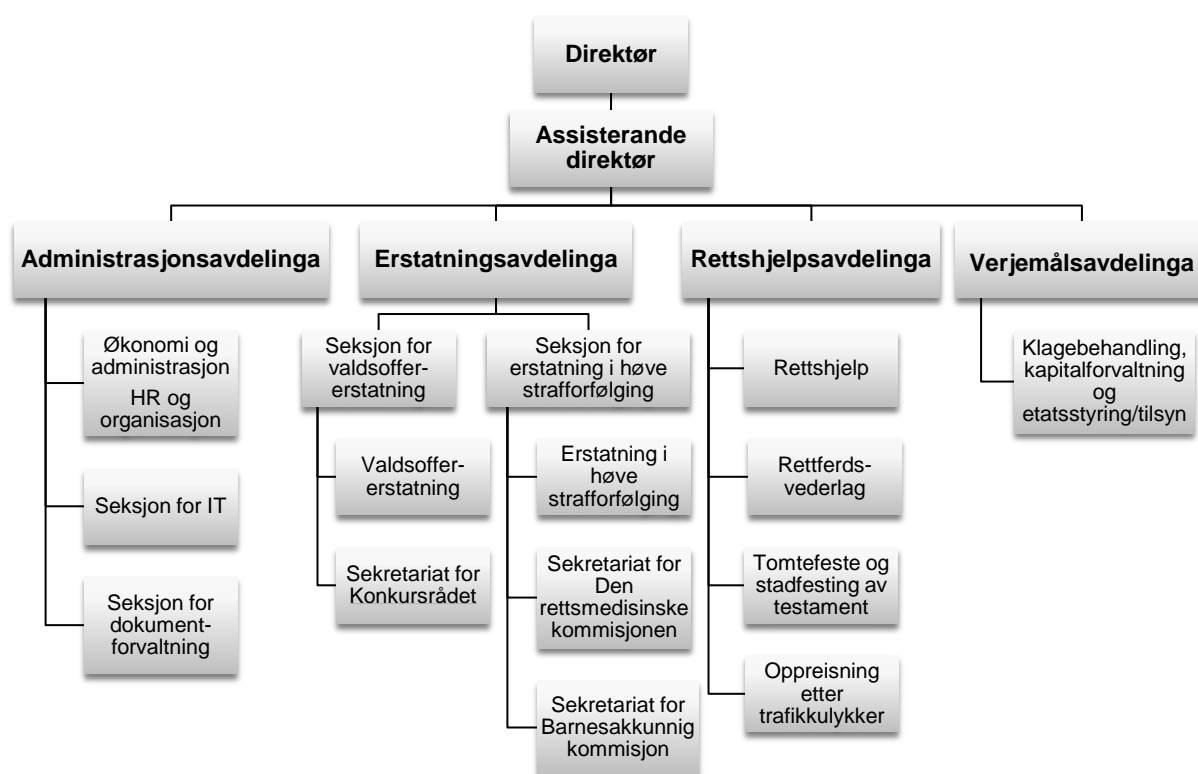 Direktør
Assisterande
direktør
Administrasjonsavdelinga
Erstatningsavdelinga
Rettshjelpsavdelinga
Verjemålsavdelinga
Økonomi og
administrasjon
HR og
organisasjon
Seksjon for IT
Seksjon for
dokument-
forvaltning
Seksjon for
valdsoffer-
erstatning
Valdsoffer-
erstatning
Sekretariat for
Konkursrådet
Seksjon for
erstatning i høve
strafforfølging
Erstatning i
høve
strafforfølging
Sekretariat for
Den
rettsmedisinske
kommisjonen
Sekretariat for
Barnesakkunnig
kommisjon
Rettshjelp
Rettferds-
vederlag
Tomtefeste og
stadfesting av
testament
Oppreisning
etter
trafikkulykker
Klagebehandling,
kapitalforvaltning
og
etatsstyring/tilsyn